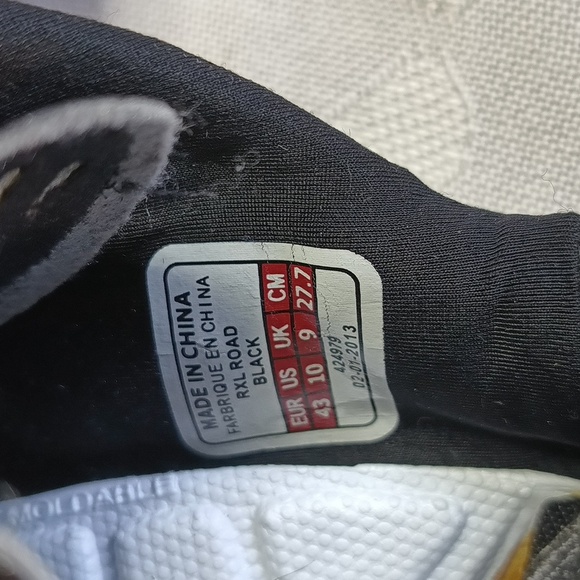 MADE IN CHINA
FARBRIQUE EN CHINA
RXL ROAD
BLACK
EUR US UK CM
43 10 9 27.7
424979
02-01-2013
MOLDABLE